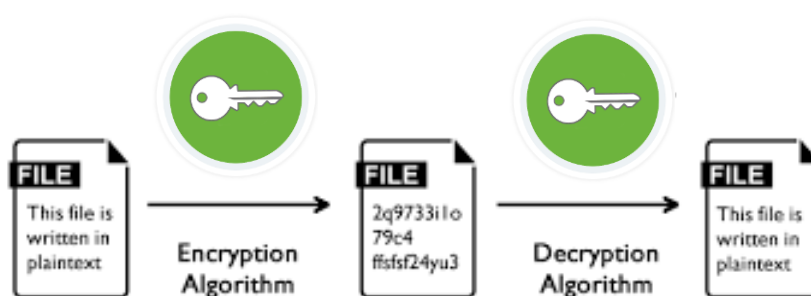 FILE
This file is
written in
plaintext
Encryption
Algorithm
FILE
2q9733i1o
79c4
ffsfsf24yu3
Decryption
Algorithm
FILE
This file is
written in
plaintext